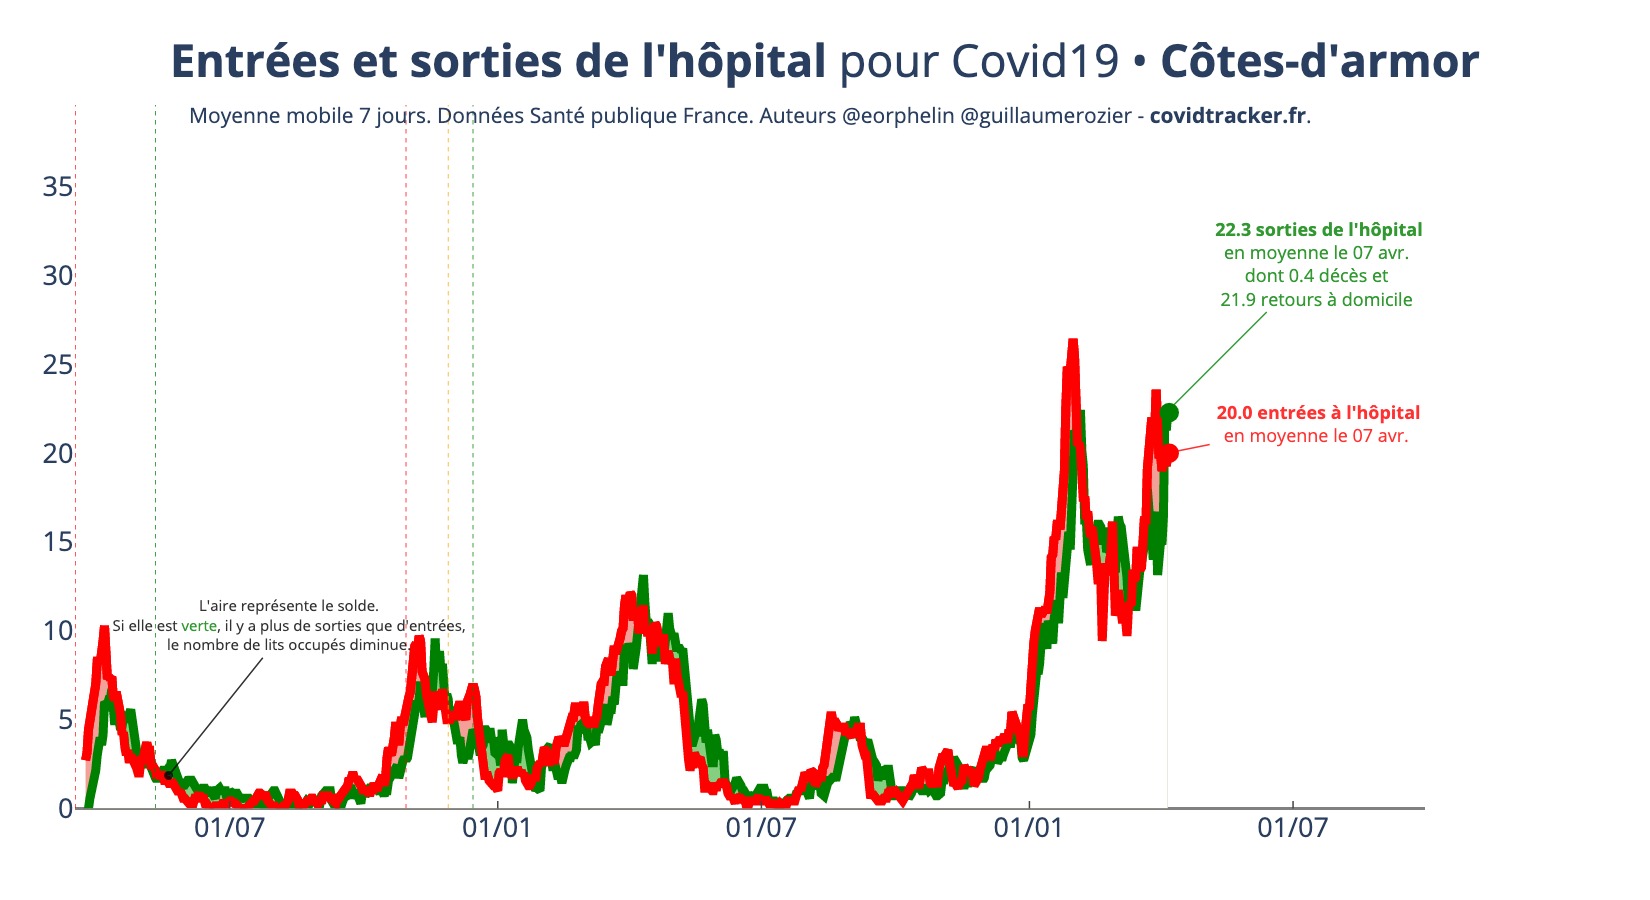 Entrées et sorties de l'hôpital pour Covid19 • Côtes-d'armor
Moyenne mobile 7 jours. Données Santé publique France. Auteurs @eorphelin @guillaumerozier - covidtracker.fr.
35
30
25
20
15
10
5
0
22.3 sorties de l'hôpital
en moyenne le 07 avr.
dont 0.4 décès et
21.9 retours à domicile
20.0 entrées à l'hôpital
en moyenne le 07 avr.
L'aire représente le solde.
Si elle est verte, il y a plus de sorties que d'entrées,
le nombre de lits occupés diminue.
01/07
01/01
01/07
01/01
01/07